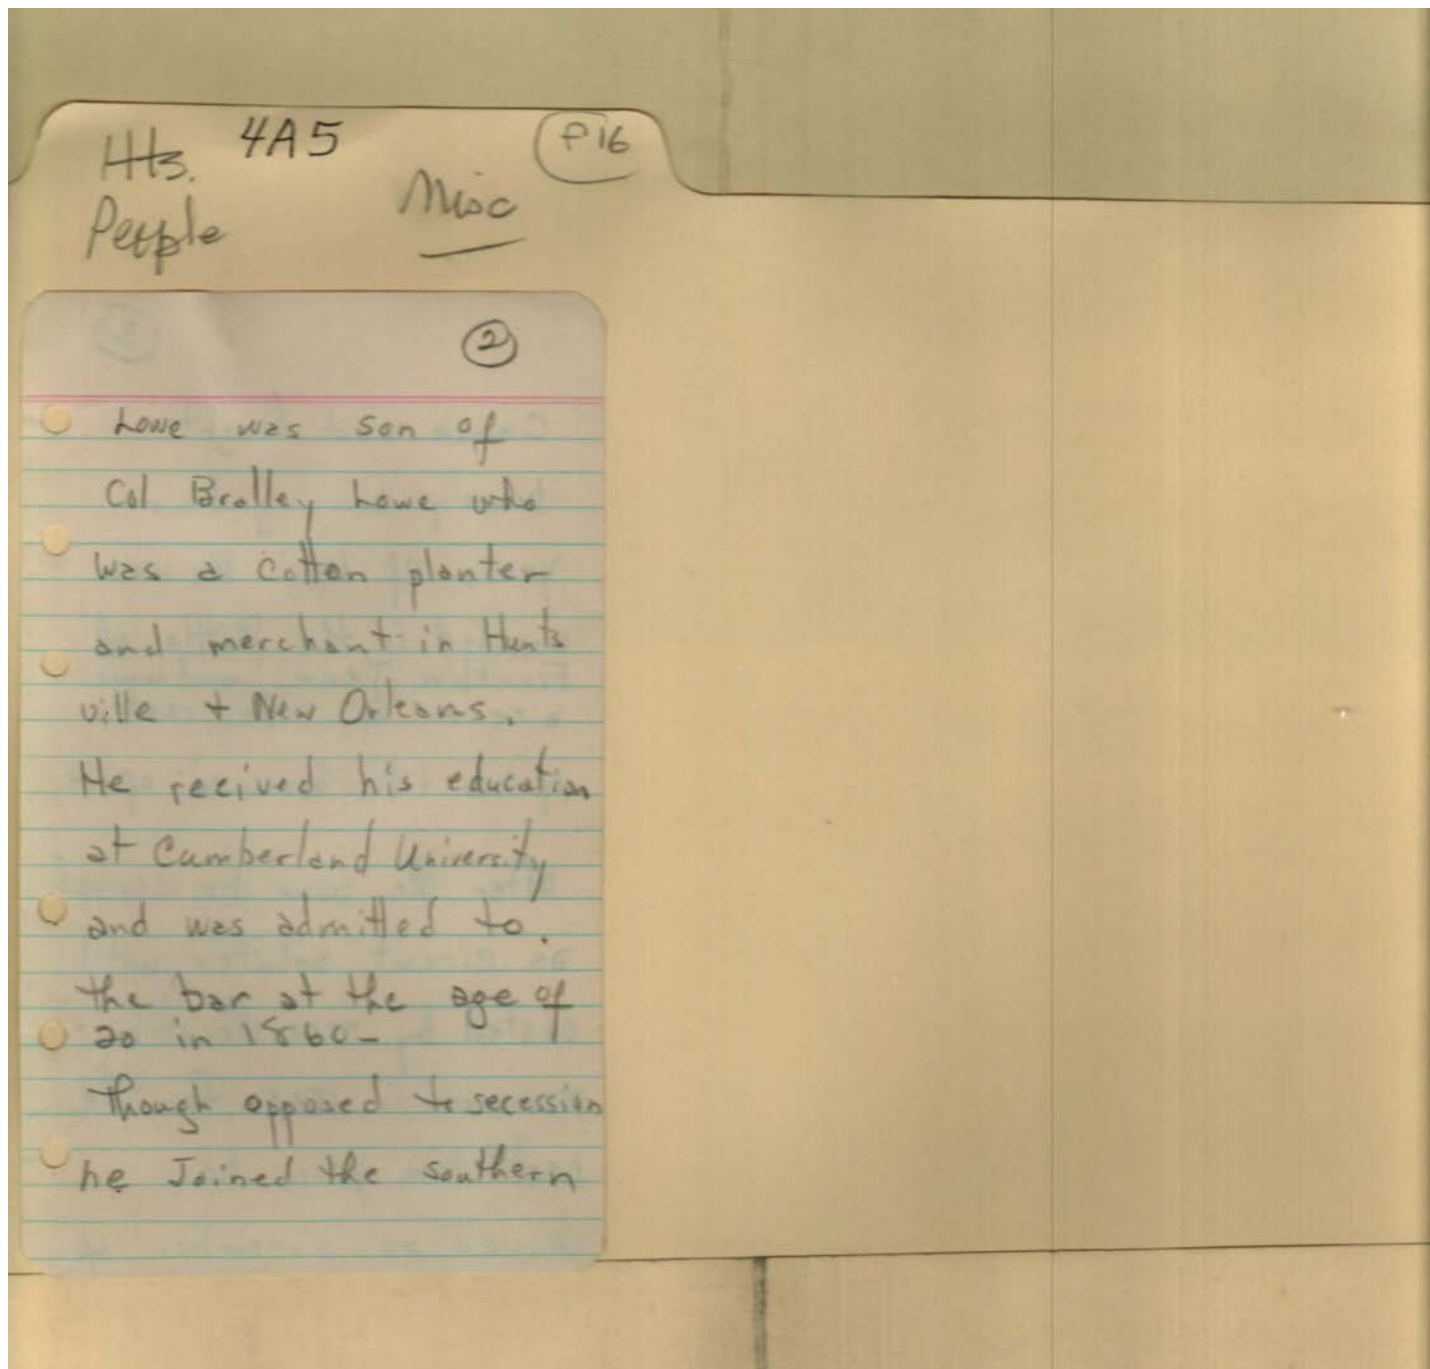 4A5
P16
Hts.
People
Misc
2
Lowe was son of
Col Bralley Lowe who
was a cotton planter
and merchant in Hunts
ville + New Orleans.
He recived his education
at Cumberland University
and was admitted to.
the bar at the age of
20 in 1860-
Though opposed to secession
he Joined the southern